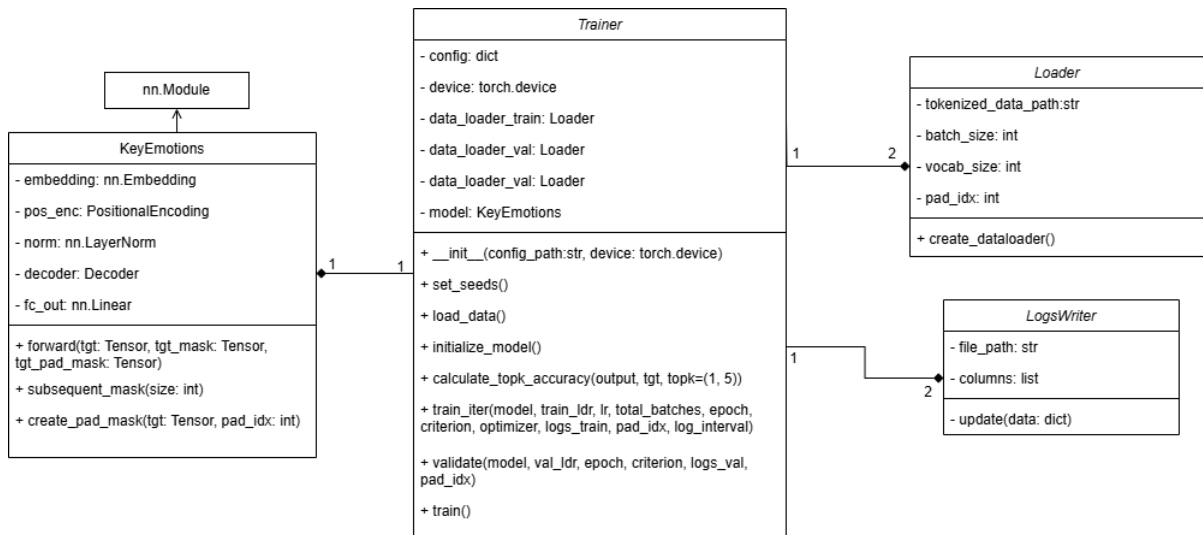 nn.Module
KeyEmotions
- embedding: nn.Embedding
- pos_enc: PositionalEncoding
- norm: nn.LayerNorm
- decoder: Decoder
- fc_out: nn.Linear
+ forward(tgt: Tensor, tgt_mask: Tensor,
tgt_pad_mask: Tensor)
+ subsequent_mask(size: int)
+ create_pad_mask(tgt: Tensor, pad_idx: int)
1
1
Trainer
- config: dict
- device: torch.device
- data_loader_train: Loader
- data_loader_val: Loader
- data_loader_val: Loader
- model: KeyEmotions
+ __init__(config_path:str, device: torch.device)
+ set_seeds()
+ load_data()
+ initialize_model()
+ calculate_topk_accuracy(output, tgt, topk=(1, 5))
+ train_iter(model, train_ldr, lr, total_batches, epoch,
criterion, optimizer, logs_train, pad_idx, log_interval)
+ validate(model, val_ldr, epoch, criterion, logs_val,
pad_idx)
+ train()
1
2
Loader
- tokenized_data_path:str
- batch_size: int
- vocab_size: int
- pad_idx: int
+ create_dataloader()
1
2
LogsWriter
- file_path: str
- columns: list
- update(data: dict)